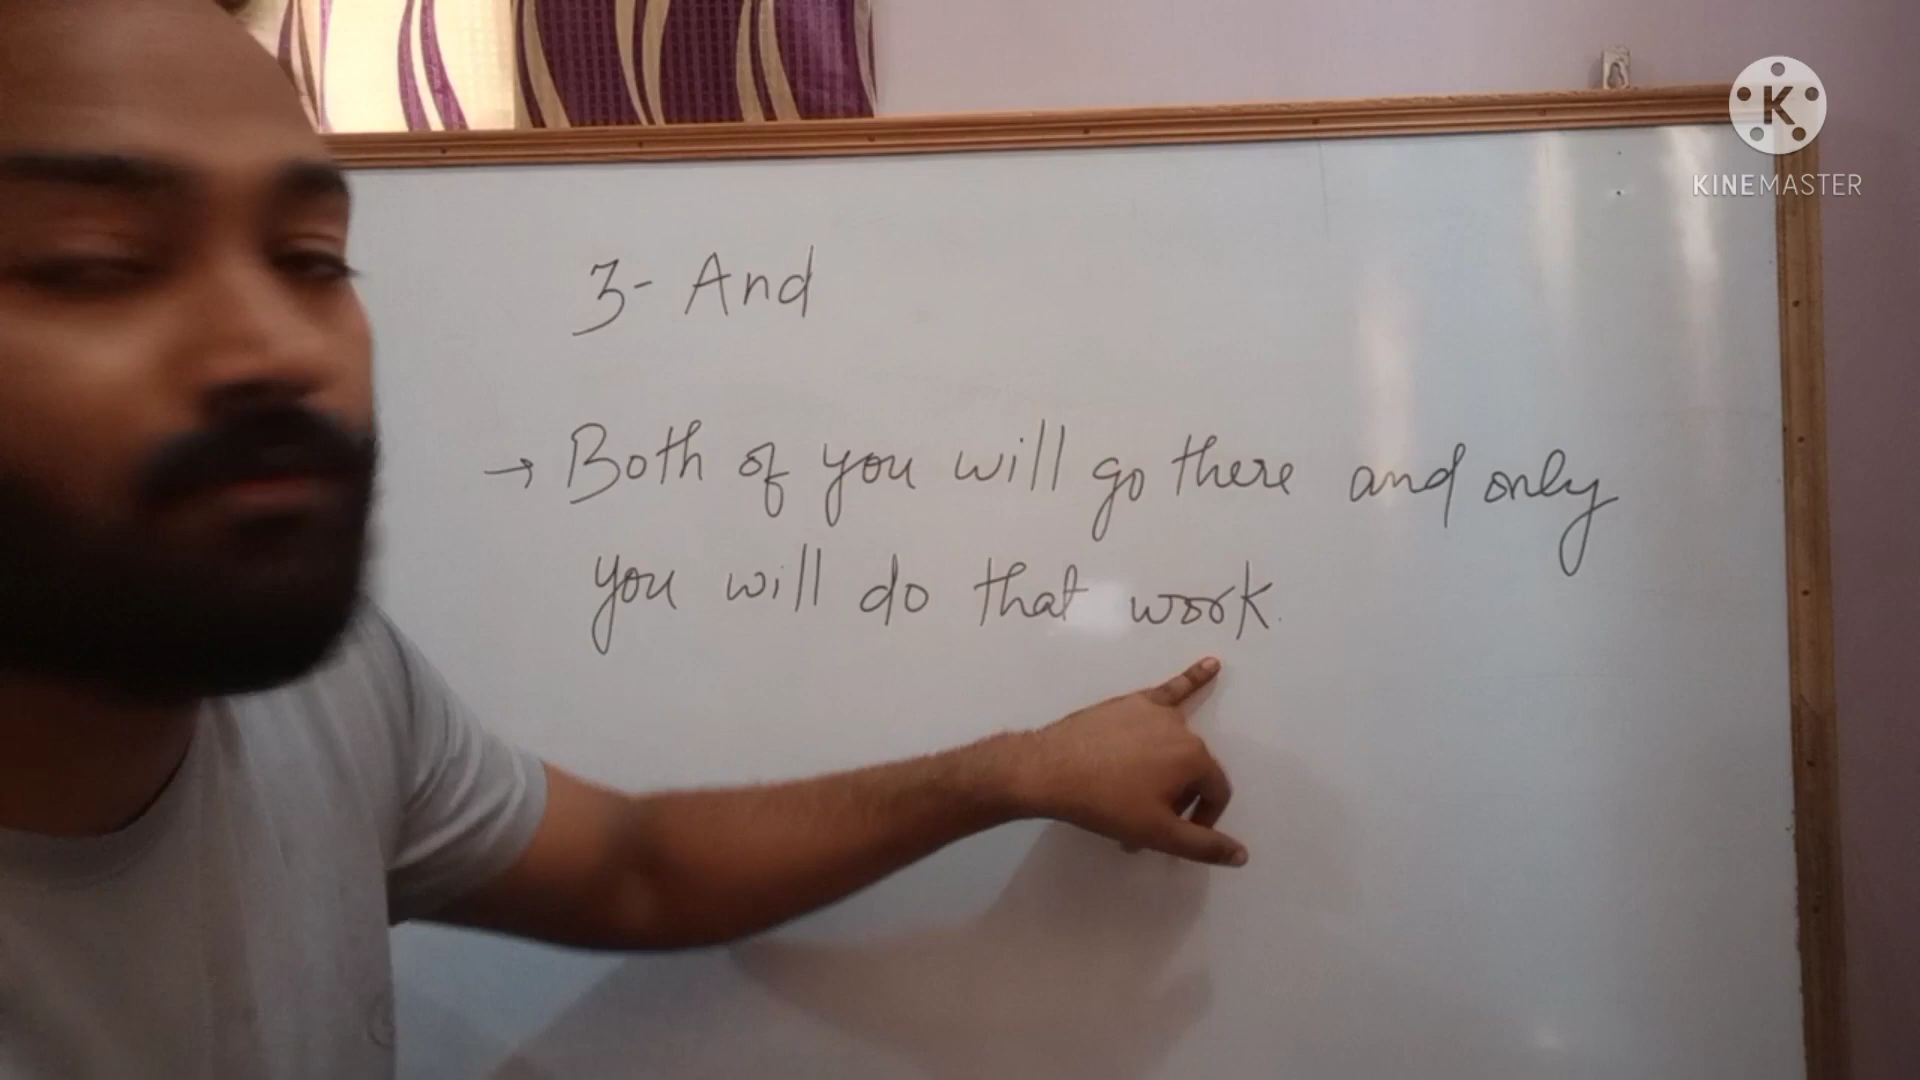 K
KINEMASTER
3- And
→ Both of you will go there and only
you will do that work.